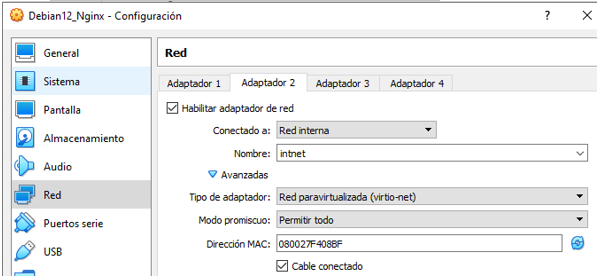 Debian12_Nginx - Configuración
General
Sistema
Pantalla
Almacenamiento
Audio
Red
Puertos serie
USB
Red
Adaptador 1 Adaptador 2 Adaptador 3 Adaptador 4
Habilitar adaptador de red
Conectado a: Red interna
Nombre: intnet
Avanzadas
Tipo de adaptador: Red paravirtualizada (virtio-net)
Modo promiscuo: Permitir todo
Dirección MAC: 080027F408BF
Cable conectado